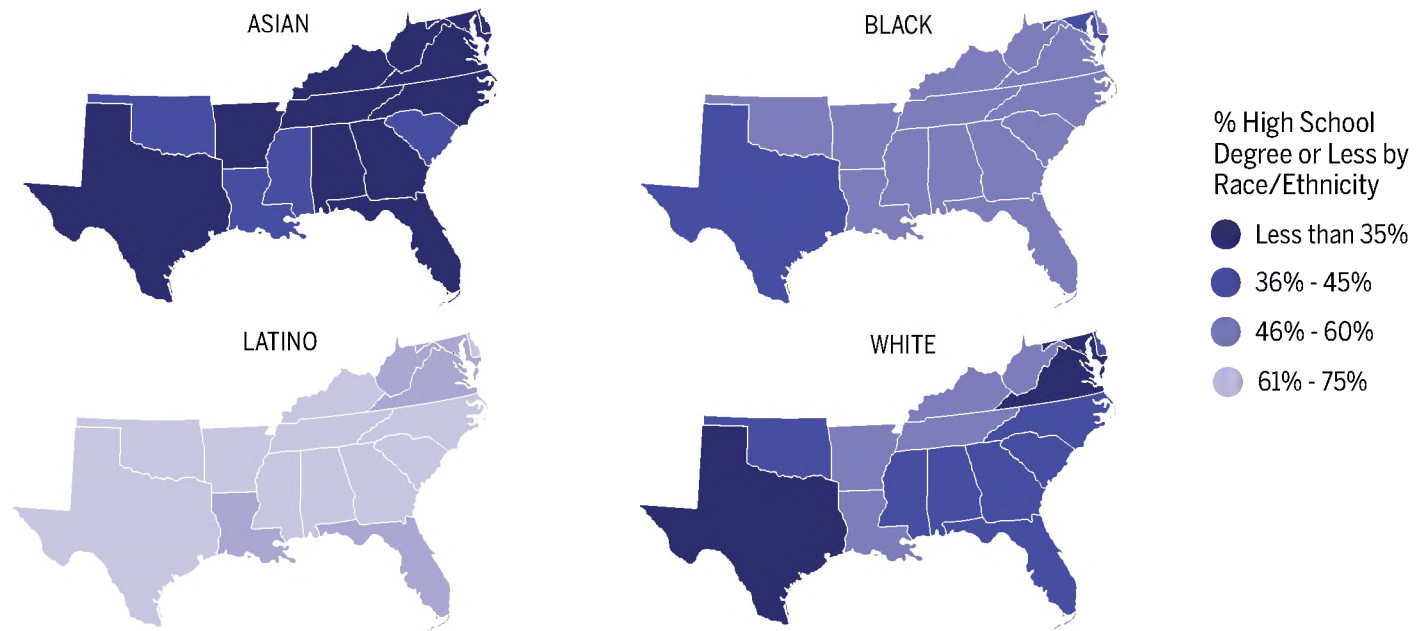 ASIAN
BLACK
LATINO
WHITE
% High School
Degree or Less by
Race/Ethnicity
Less than 35%
36% - 45%
46% - 60%
61% - 75%